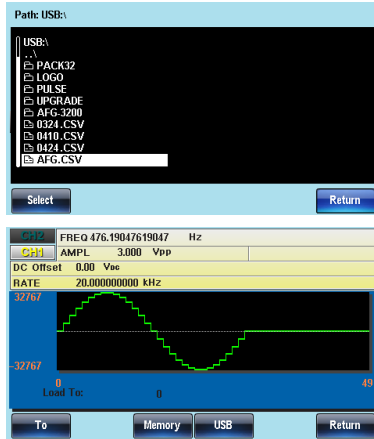 Path: USB:\
USB:\
..\
PACK32
LOGO
PULSE
UPGRADE
AFG-3200
0324.CSV
0410.CSV
0424.CSV
AFG.CSV
Select Return
CH2 FREQ 476.19047619047 Hz
CH1 AMPL 3.000 Vpp
DC Offset 0.00 VDC
RATE 20.000000000 kHz
32767
-32767
0 49
Load To: 0
To Memory USB Return